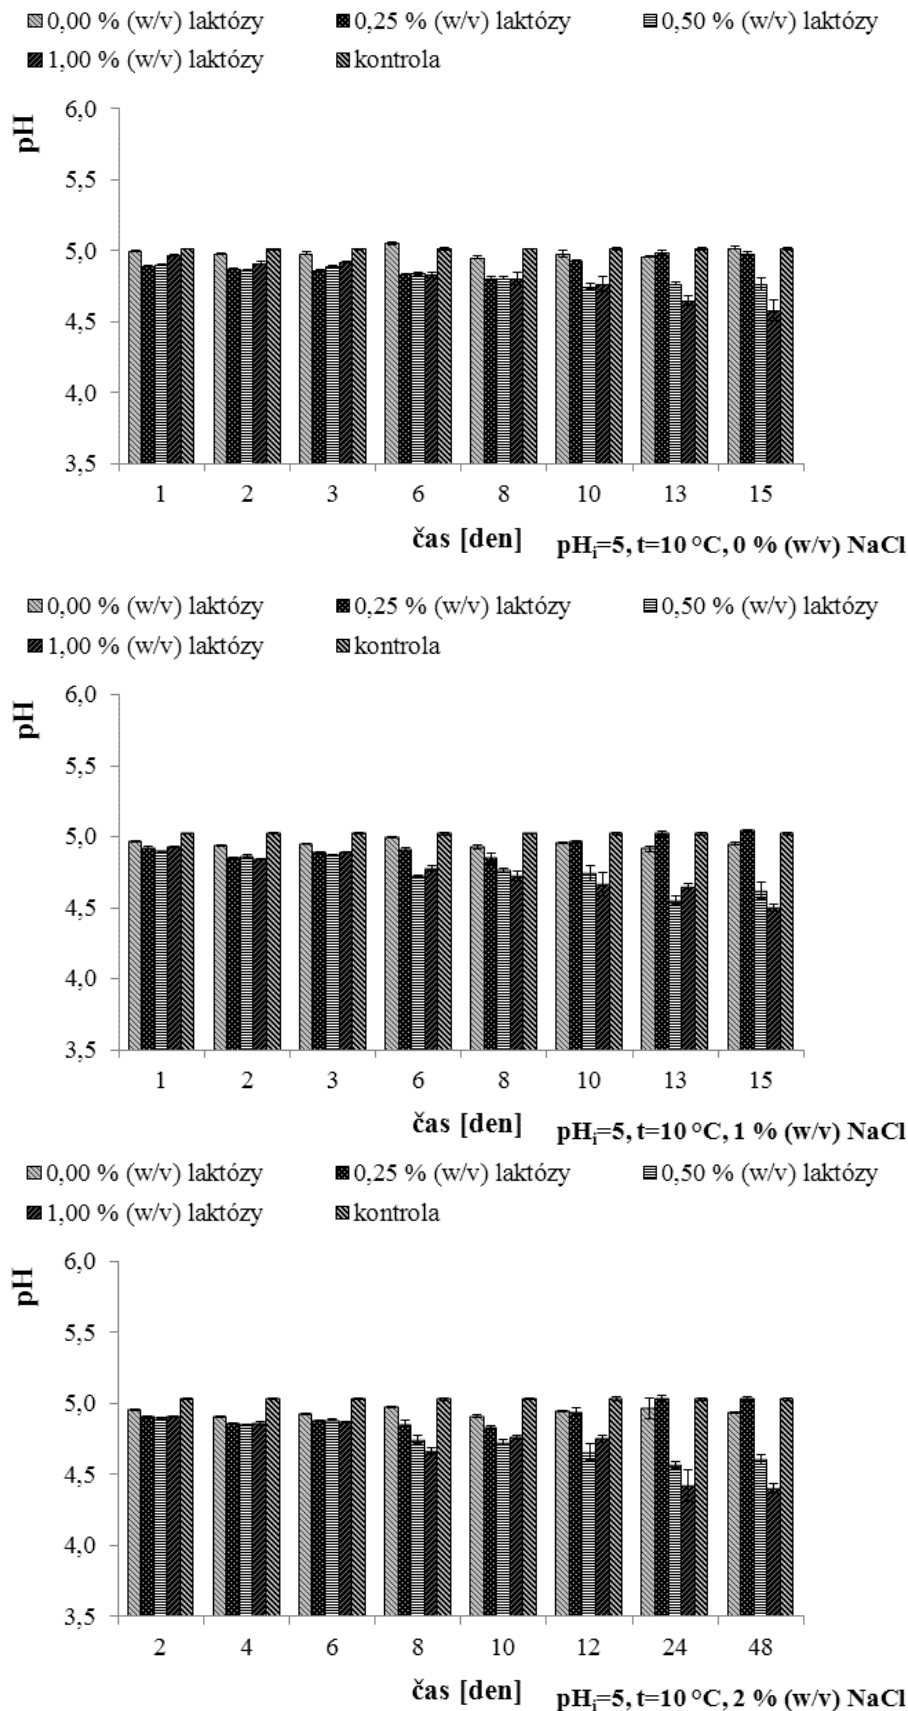 0,00 % (w/v) laktózy 0,25 % (w/v) laktózy 0,50 % (w/v) laktózy
1,00 % (w/v) laktózy kontrola
pH
6,0
5,5
5,0
4,5
4,0
3,5
1 2 3 6 8 10 13 15
čas [den] pHᵢ=5, t=10 °C, 0 % (w/v) NaCl
0,00 % (w/v) laktózy 0,25 % (w/v) laktózy 0,50 % (w/v) laktózy
1,00 % (w/v) laktózy kontrola
pH
6,0
5,5
5,0
4,5
4,0
3,5
1 2 3 6 8 10 13 15
čas [den] pHᵢ=5, t=10 °C, 1 % (w/v) NaCl
0,00 % (w/v) laktózy 0,25 % (w/v) laktózy 0,50 % (w/v) laktózy
1,00 % (w/v) laktózy kontrola
pH
6,0
5,5
5,0
4,5
4,0
3,5
2 4 6 8 10 12 24 48
čas [den] pHᵢ=5, t=10 °C, 2 % (w/v) NaCl